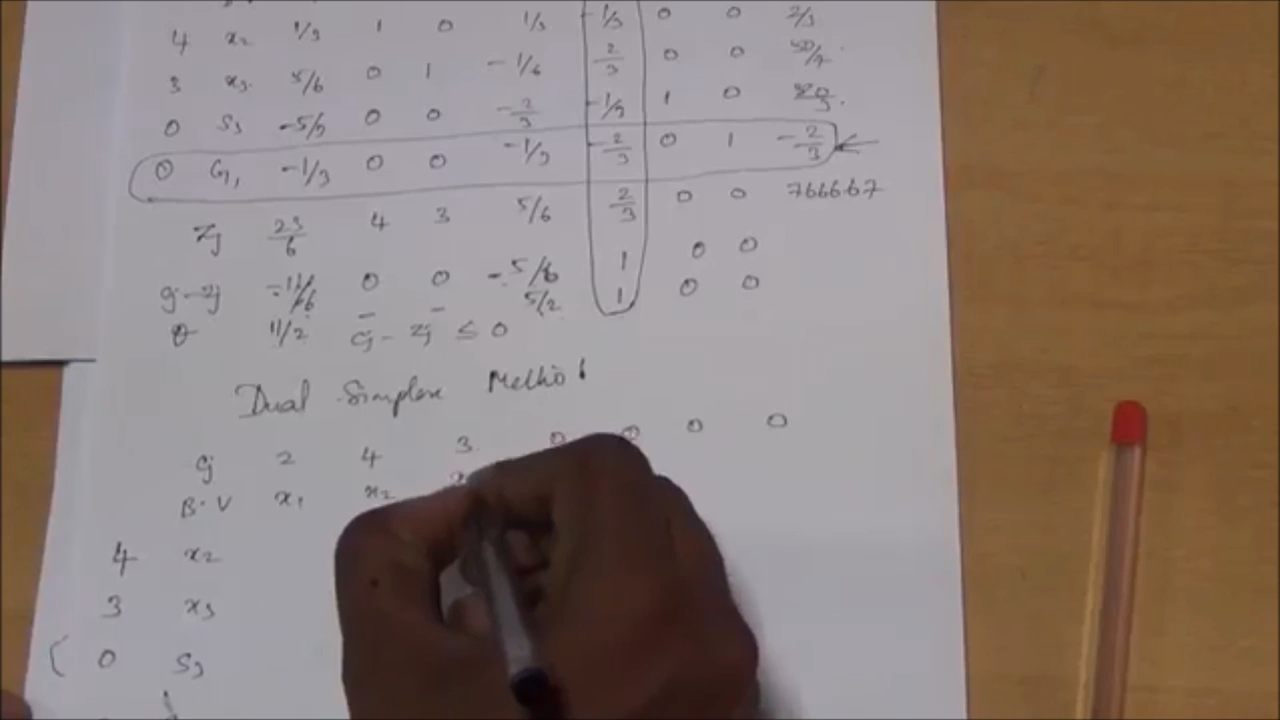 4 x2 1/3 1 0 1/3 -1/3 0 0 2/3
3 x3 5/6 0 1 -1/6 2/3 0 0 50/7
0 S3 -5/3 0 0 -2/3 -1/3 1 0
0 G1, -1/3 0 0 -1/3 -2/3 0 1 -2/3
Zj 23/6 4 3 5/6 2/3 0 0 766667
Cj-Zj -11/6 0 0 -5/6 1 0 0
θ 11/2 - - 5/2 1 0 0
Cj - Zj ≤ 0
Dual Simplex Method
Cj 2 4 3 0 0 0 0
B.V x1 x2
4 x2
3 x3
0 S3